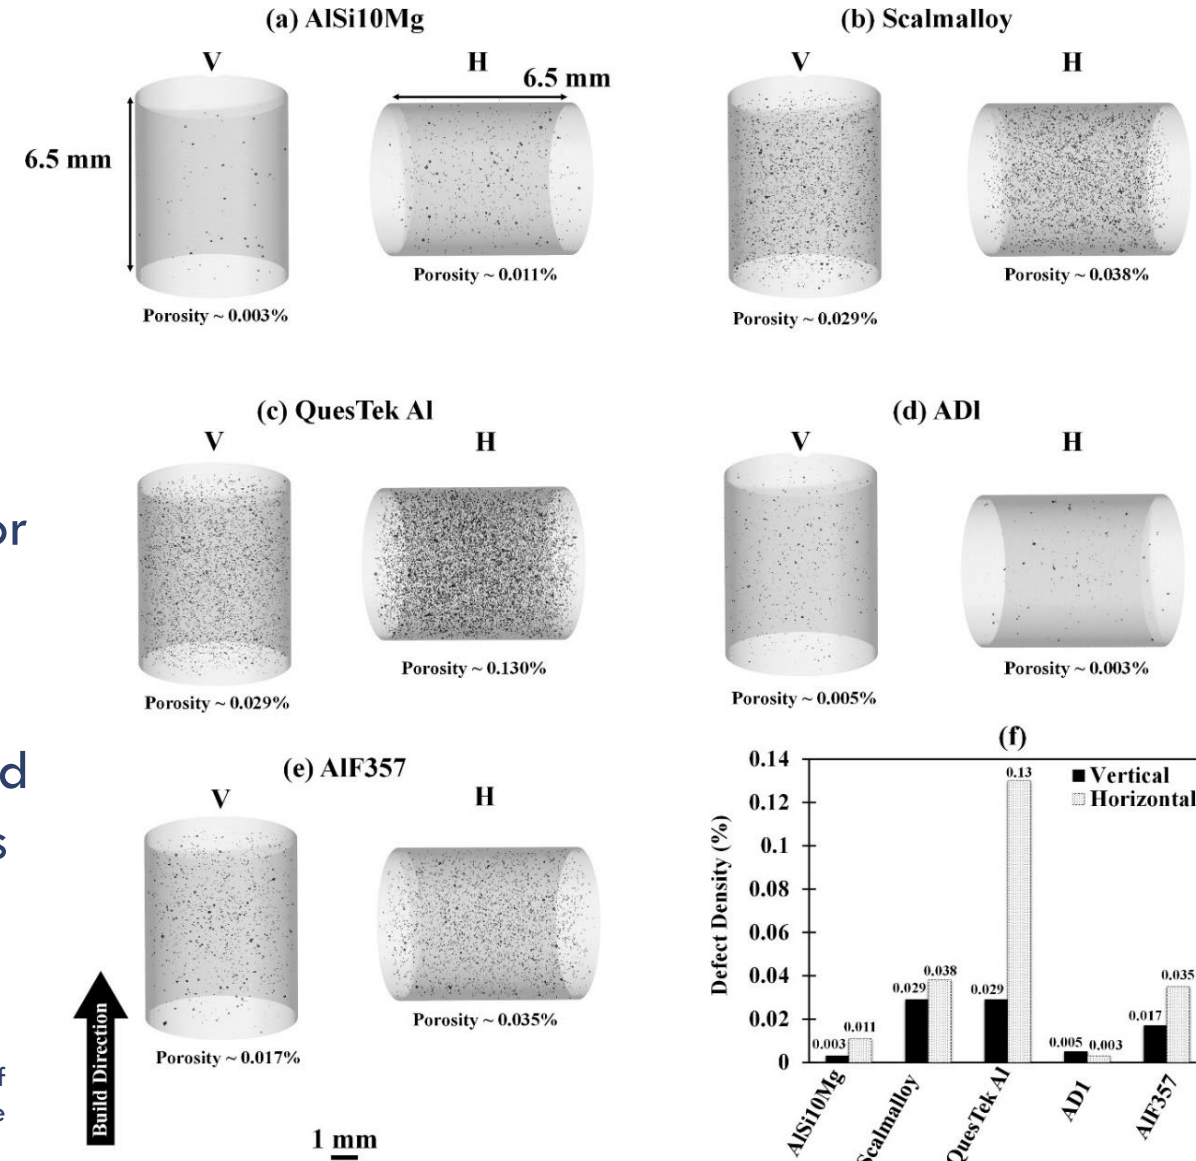 (a) AlSi10Mg
V
H
6.5 mm
6.5 mm
Porosity ~ 0.003%
Porosity ~ 0.011%
(b) Scalmalloy
V
H
Porosity ~ 0.029%
Porosity ~ 0.038%
(c) QuesTek Al
V
H
Porosity ~ 0.029%
Porosity ~ 0.130%
(d) AD1
V
H
Porosity ~ 0.005%
Porosity ~ 0.003%
(e) AlF357
V
H
Porosity ~ 0.017%
Porosity ~ 0.035%
Build Direction
1 mm
(f)
Defect Density (%)
0.14
0.12
0.1
0.08
0.06
0.04
0.02
0
Vertical
Horizontal
0.003
0.011
0.029
0.038
0.029
0.13
0.005
0.003
0.017
0.035
AlSi10Mg
Scalmalloy
QuesTek Al
AD1
AlF357